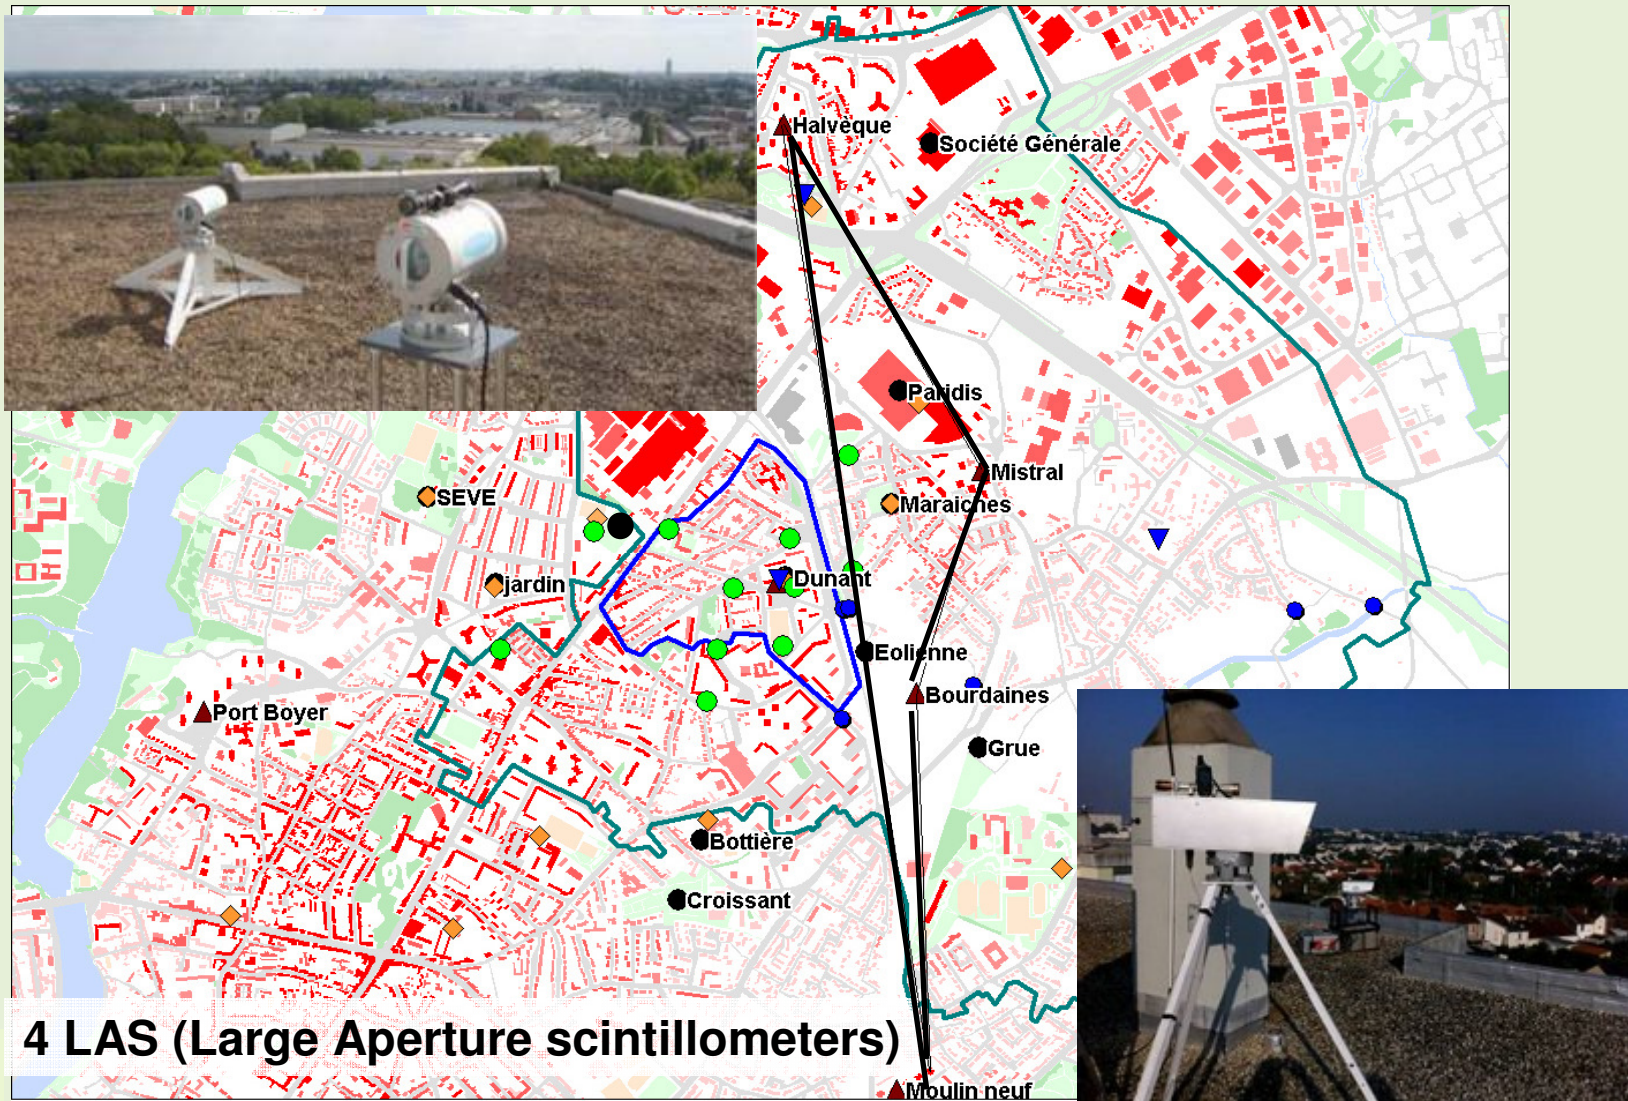 Halvèque
Société Générale
Paridis
Mistral
SEVE
Maraiches
jardin
Dunant
Eolienne
Bourdaines
Port Boyer
Grue
Bottière
Croissant
4 LAS (Large Aperture scintillometers)
Moulin neuf